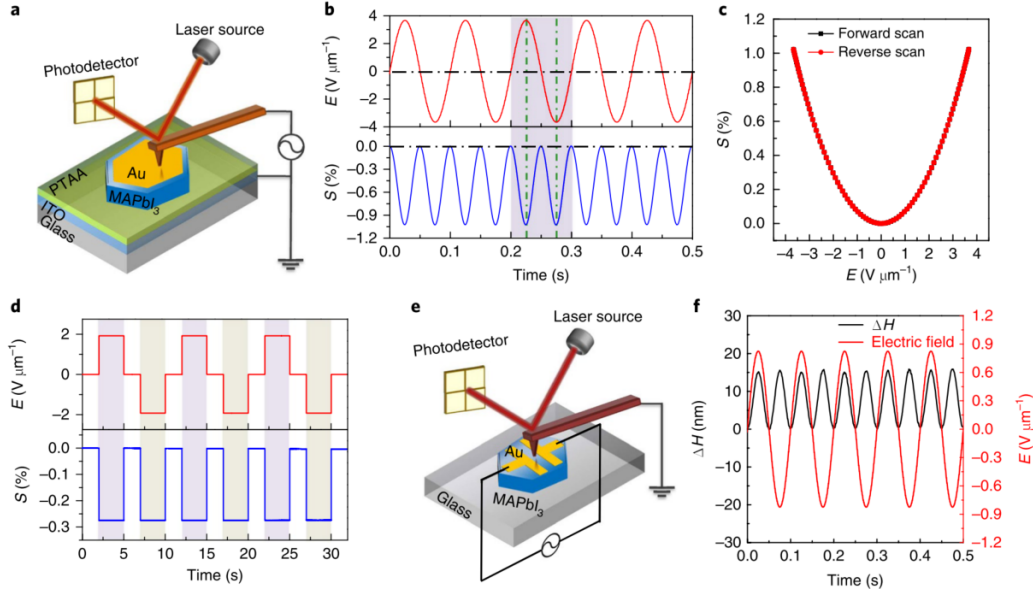 a
Laser source
Photodetector
Au
MAPbI₃
PTAA
ITO
Glass
b
E (V μm⁻¹)
4
2
0
−2
4
S (%)
0.0
−0.3
−0.6
−0.9
−1.2
0.0 0.1 0.2 0.3 0.4 0.5
Time (s)
c
Forward scan
Reverse scan
S (%)
1.2
1.0
0.8
0.6
0.4
0.2
0.0
−4 −3 −2 −1 0 1 2 3 4
E (V μm⁻¹)
d
E (V μm⁻¹)
2
0
−2
S (%)
0.0
−0.1
−0.2
−0.3
0 5 10 15 20 25 30
Time (s)
e
Laser source
Photodetector
Au
MAPbI₃
Glass
f
ΔH
Electric field
ΔH (nm)
30
20
10
0
−10
−20
−30
1.2
0.9
0.6
0.3
0.0
−0.3
−0.6
−0.9
−1.2
E (V μm⁻¹)
0.0 0.1 0.2 0.3 0.4 0.5
Time (s)